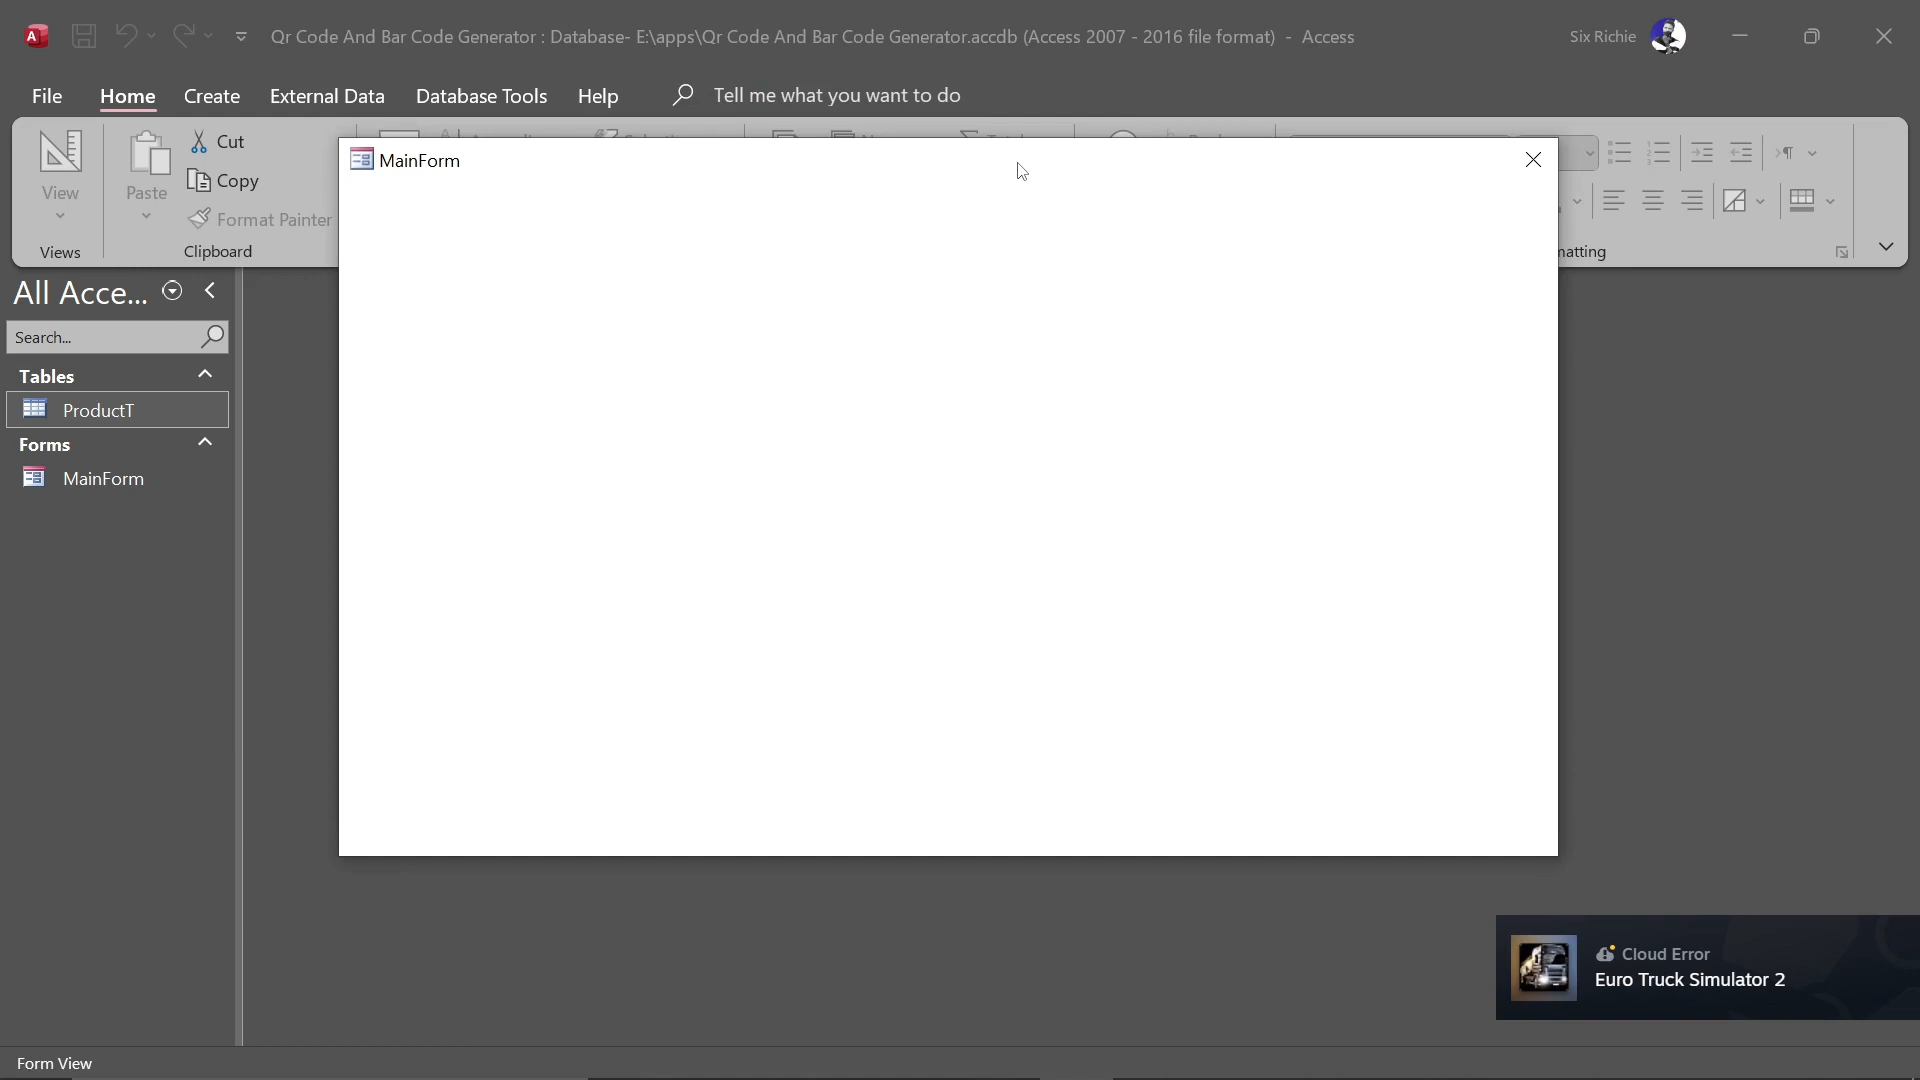 Qr Code And Bar Code Generator : Database- E:\apps\Qr Code And Bar Code Generator.accdb (Access 2007 - 2016 file format) - Access
Six Richie
File Home Create External Data Database Tools Help Tell me what you want to do
View
Views
Paste
Cut
Copy
Format Painter
Clipboard
MainForm
matting
All Acce...
Search...
Tables
ProductT
Forms
MainForm
Cloud Error
Euro Truck Simulator 2
Form View